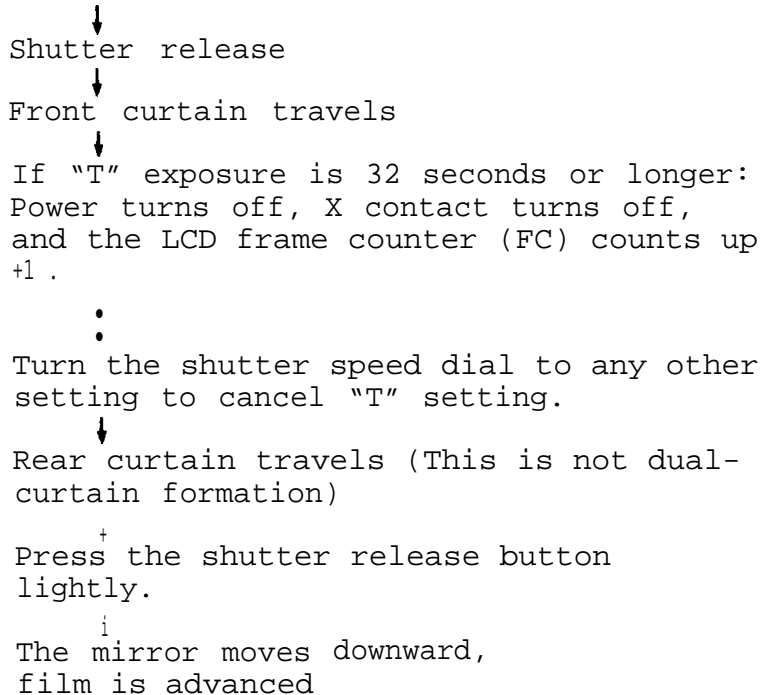 Shutter release
Front curtain travels
If “T” exposure is 32 seconds or longer:
Power turns off, X contact turns off,
and the LCD frame counter (FC) counts up
+1 .
Turn the shutter speed dial to any other
setting to cancel “T” setting.
Rear curtain travels (This is not dual-
curtain formation)
+
Press the shutter release button
lightly.
i
The mirror moves downward,
film is advanced